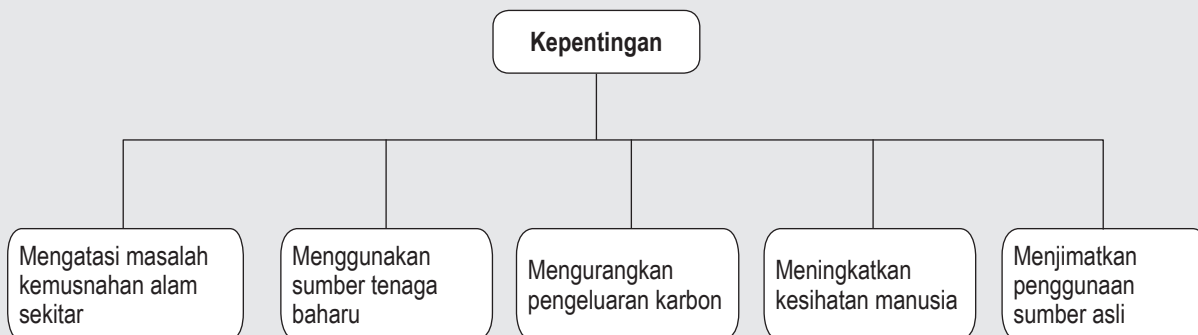 Kepentingan
Mengatasi masalah
kemusnahan alam
sekitar
Menggunakan
sumber tenaga
baharu
Mengurangkan
pengeluaran karbon
Meningkatkan
kesihatan manusia
Menjimatkan
penggunaan
sumber asli